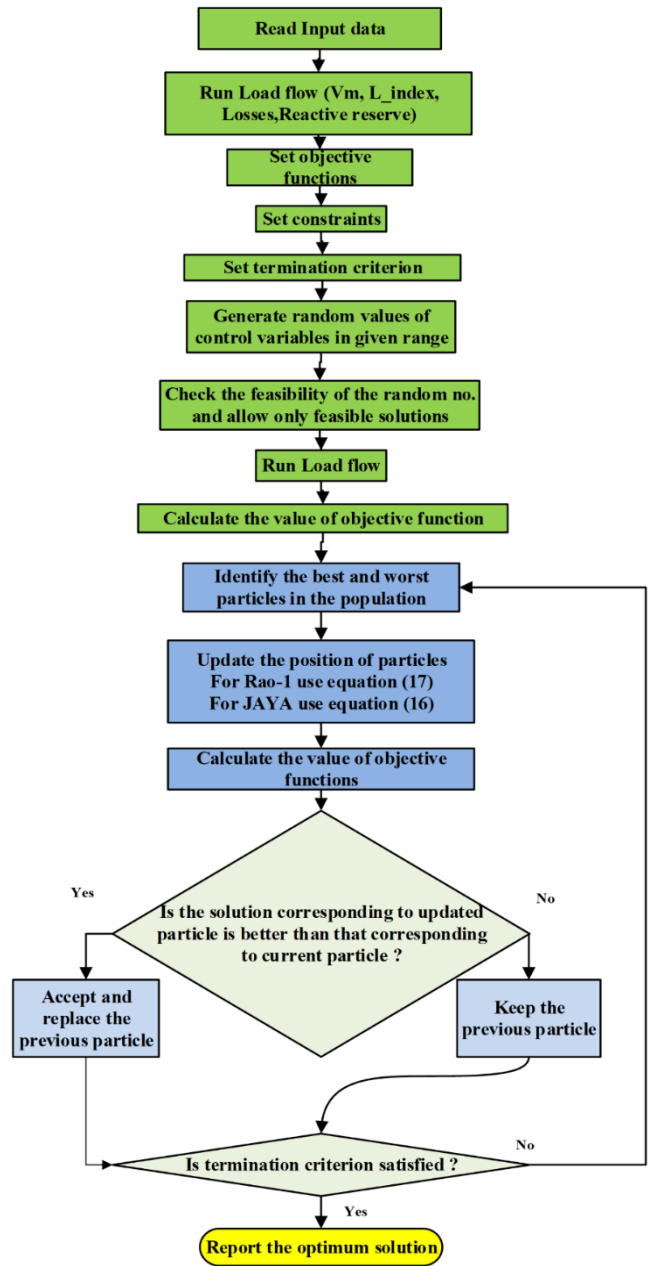 Read Input data
Run Load flow (Vm, L_index,
Losses,Reactive reserve)
Set objective
functions
Set constraints
Set termination criterion
Generate random values of
control variables in given range
Check the feasibility of the random no.
and allow only feasible solutions
Run Load flow
Calculate the value of objective function
Identify the best and worst
particles in the population
Update the position of particles
For Rao-1 use equation (17)
For JAYA use equation (16)
Calculate the value of objective
functions
Yes
No
Is the solution corresponding to updated
particle is better than that corresponding
to current particle ?
Accept and
replace the
previous particle
Keep the
previous particle
No
Is termination criterion satisfied ?
Yes
Report the optimum solution